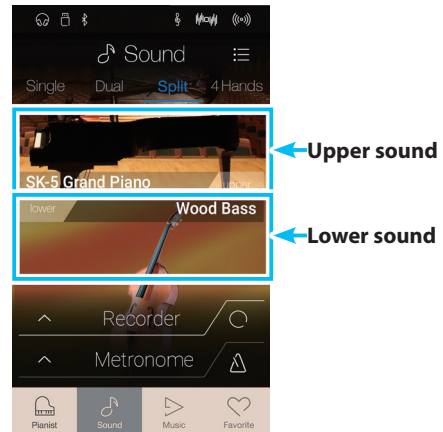 Sound
Single Dual Split 4 Hands
SK-5 Grand Piano upper
Upper sound
lower Wood Bass
Lower sound
Recorder
Metronome
Pianist Sound Music Favorite